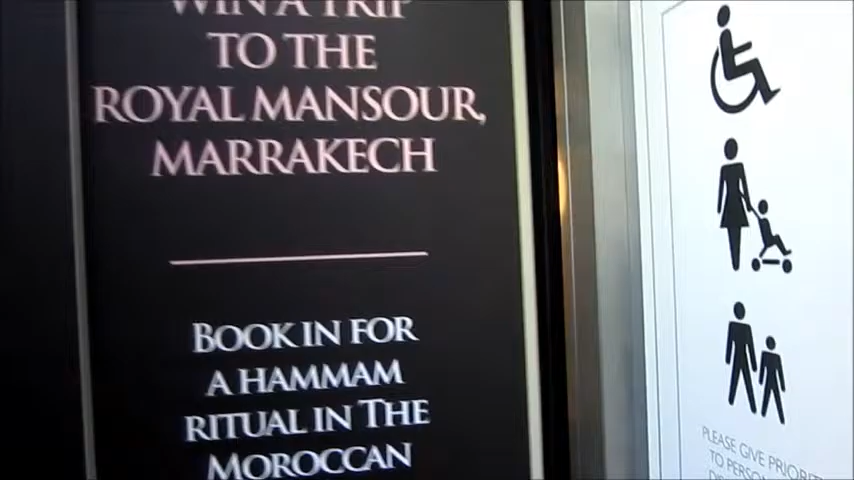 WIN A TRIP
TO THE
ROYAL MANSOUR,
MARRAKECH
BOOK IN FOR
A HAMMAM
RITUAL IN THE
MOROCCAN
PLEASE GIVE PRIORITY
TO PERSONS